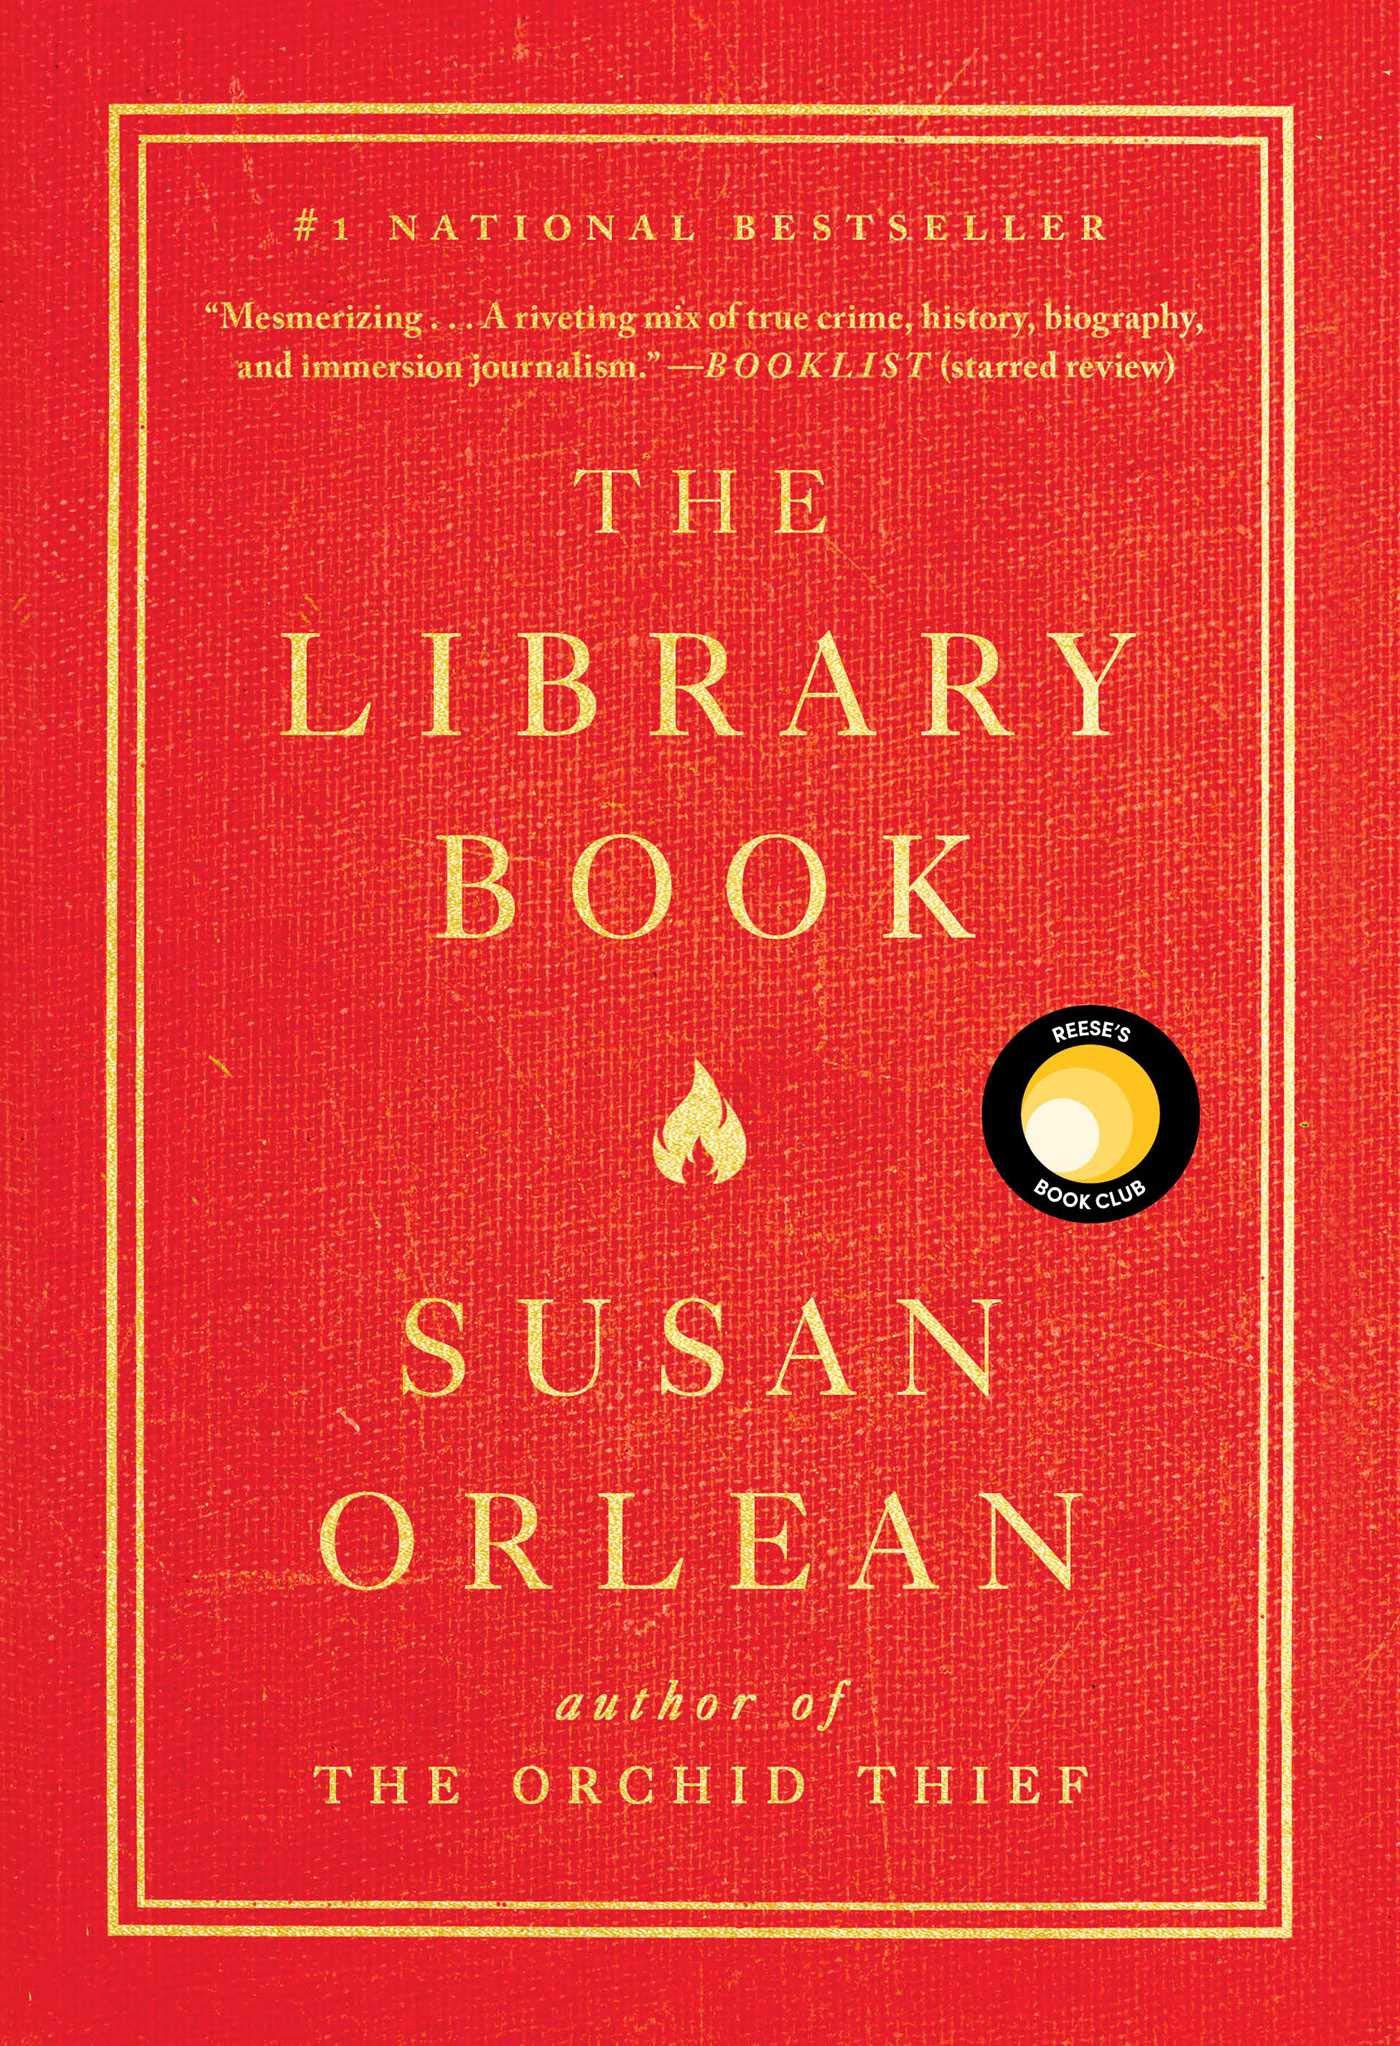 #1 NATIONAL BESTSELLER
“Mesmerizing . . . A riveting mix of true crime, history, biography,
and immersion journalism.” —BOOKLIST (starred review)
THE
LIBRARY
BOOK
REESE’S
BOOK CLUB
SUSAN
ORLEAN
author of
THE ORCHID THIEF